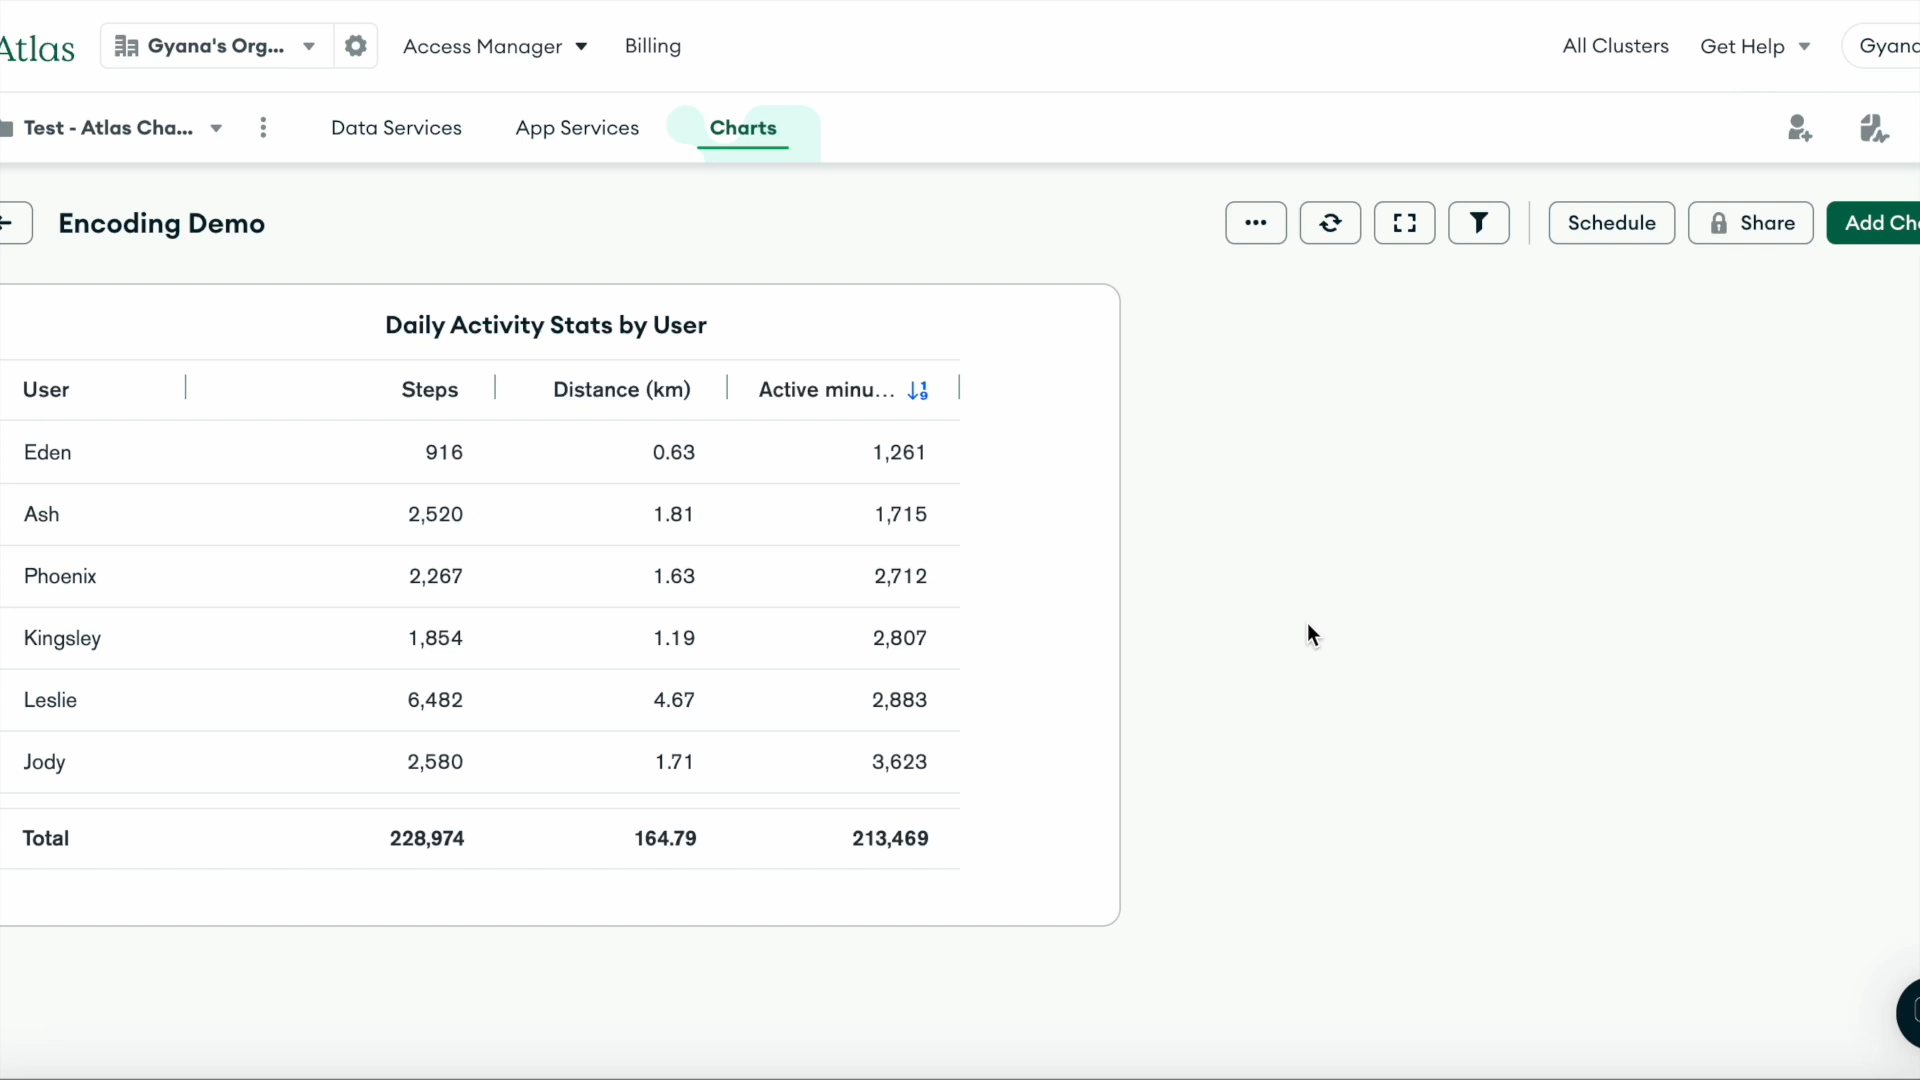 Atlas
Gyana's Org...
Access Manager
Billing
All Clusters
Get Help
Test - Atlas Cha...
Data Services
App Services
Charts
Encoding Demo
Schedule
Share
Add
Daily Activity Stats by User
User Steps Distance (km) Active minu...
Eden 916 0.63 1,261
Ash 2,520 1.81 1,715
Phoenix 2,267 1.63 2,712
Kingsley 1,854 1.19 2,807
Leslie 6,482 4.67 2,883
Jody 2,580 1.71 3,623
Total 228,974 164.79 213,469